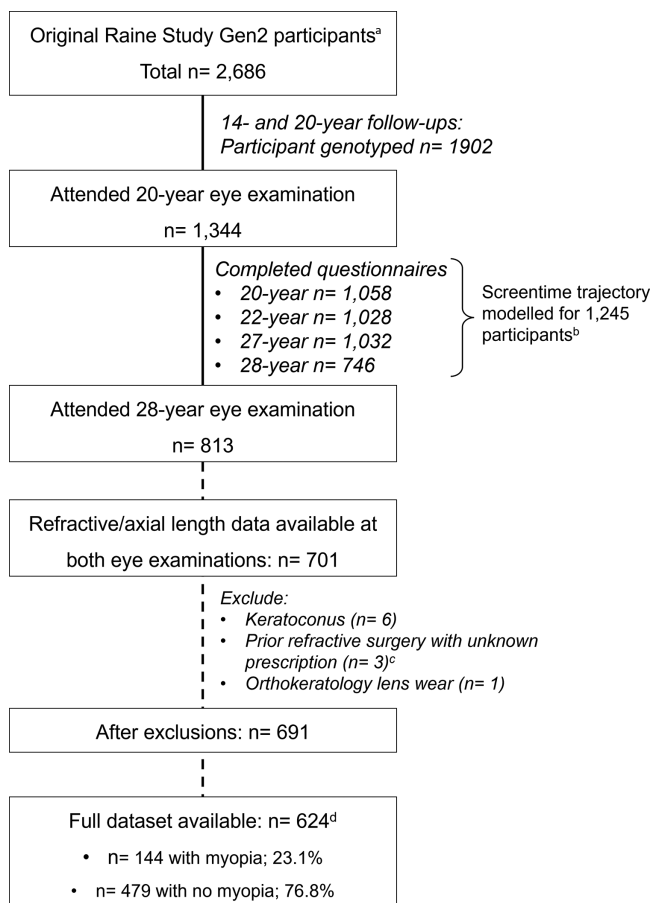 Original Raine Study Gen2 participantsᵃ
Total n= 2,686
14- and 20-year follow-ups:
Participant genotyped n= 1902
Attended 20-year eye examination
n= 1,344
Completed questionnaires
• 20-year n= 1,058
• 22-year n= 1,028
• 27-year n= 1,032
• 28-year n= 746
Screentime trajectory
modelled for 1,245
participantsᵇ
Attended 28-year eye examination
n= 813
Refractive/axial length data available at
both eye examinations: n= 701
Exclude:
• Keratoconus (n= 6)
• Prior refractive surgery with unknown
prescription (n= 3)ᶜ
• Orthokeratology lens wear (n= 1)
After exclusions: n= 691
Full dataset available: n= 624ᵈ
• n= 144 with myopia; 23.1%
• n= 479 with no myopia; 76.8%